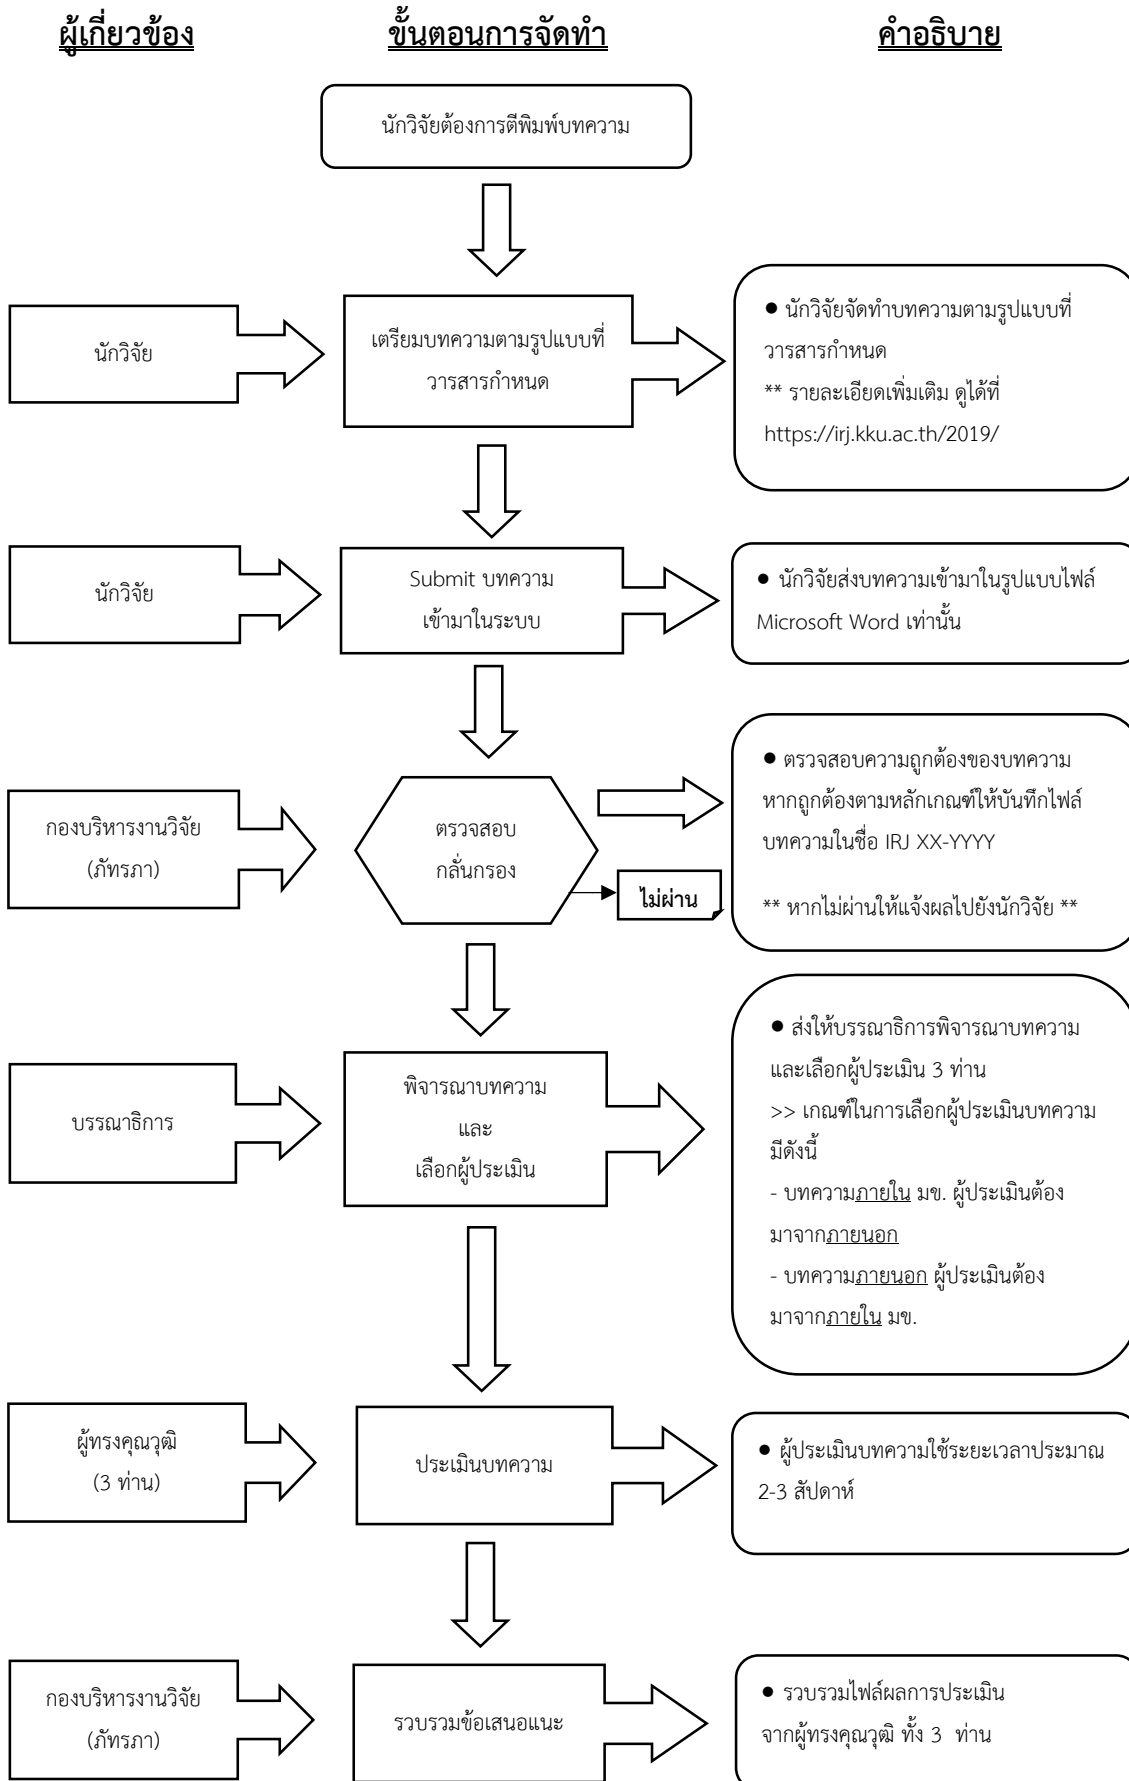 ผู้เกี่ยวข้อง
ขั้นตอนการจัดทำ
คำอธิบาย
นักวิจัยต้องการตีพิมพ์บทความ
นักวิจัย
เตรียมบทความตามรูปแบบที่
วารสารกำหนด
● นักวิจัยจัดทำบทความตามรูปแบบที่
วารสารกำหนด
** รายละเอียดเพิ่มเติม ดูได้ที่
https://irj.kku.ac.th/2019/
นักวิจัย
Submit บทความ
เข้ามาในระบบ
● นักวิจัยส่งบทความเข้ามาในรูปแบบไฟล์
Microsoft Word เท่านั้น
กองบริหารงานวิจัย
(ภัทรภา)
ตรวจสอบ
กลั่นกรอง
ไม่ผ่าน
● ตรวจสอบความถูกต้องของบทความ
หากถูกต้องตามหลักเกณฑ์ให้บันทึกไฟล์
บทความในชื่อ IRJ XX-YYYY
** หากไม่ผ่านให้แจ้งผลไปยังนักวิจัย **
บรรณาธิการ
พิจารณาบทความ
และ
เลือกผู้ประเมิน
● ส่งให้บรรณาธิการพิจารณาบทความ
และเลือกผู้ประเมิน 3 ท่าน
>> เกณฑ์ในการเลือกผู้ประเมินบทความ
มีดังนี้
- บทความภายใน มข. ผู้ประเมินต้อง
มาจากภายนอก
- บทความภายนอก ผู้ประเมินต้อง
มาจากภายใน มข.
ผู้ทรงคุณวุฒิ
(3 ท่าน)
ประเมินบทความ
● ผู้ประเมินบทความใช้ระยะเวลาประมาณ
2-3 สัปดาห์
กองบริหารงานวิจัย
(ภัทรภา)
รวบรวมข้อเสนอแนะ
● รวบรวมไฟล์ผลการประเมิน
จากผู้ทรงคุณวุฒิ ทั้ง 3 ท่าน